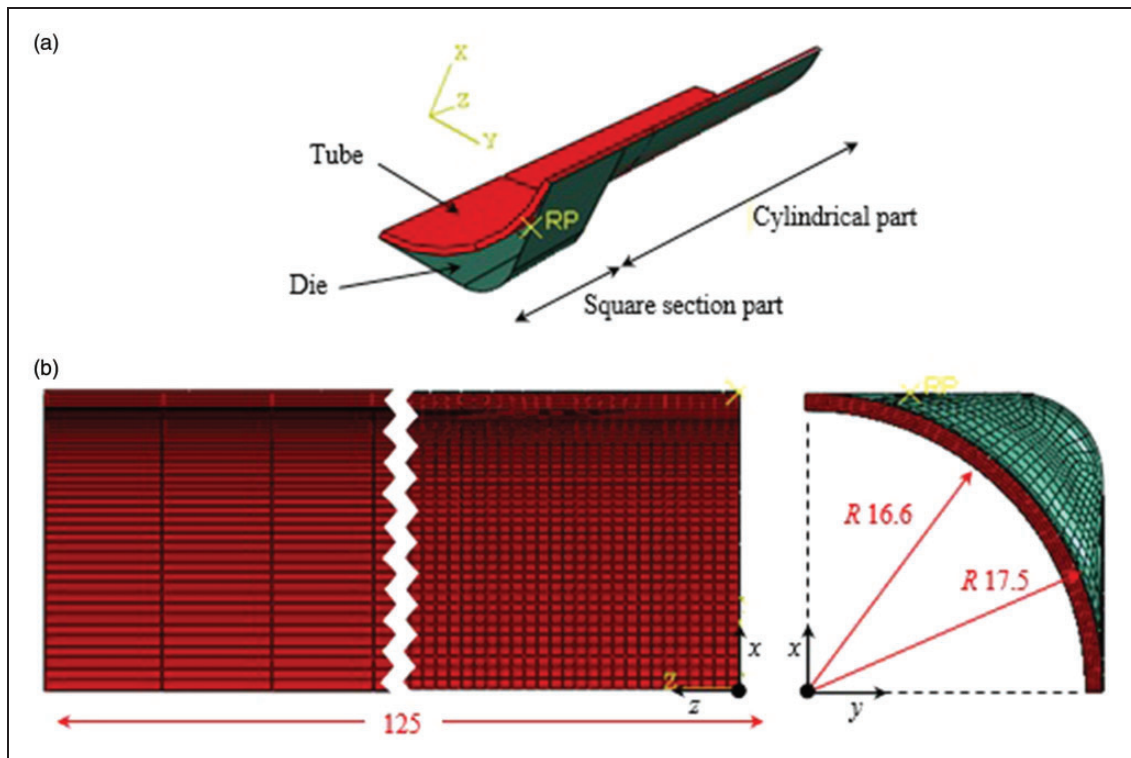 (a)
X
Z
Y
Tube
RP
Cylindrical part
Die
Square section part
(b)
RP
R 16.6
R 17.5
x
x
Z
z
y
125